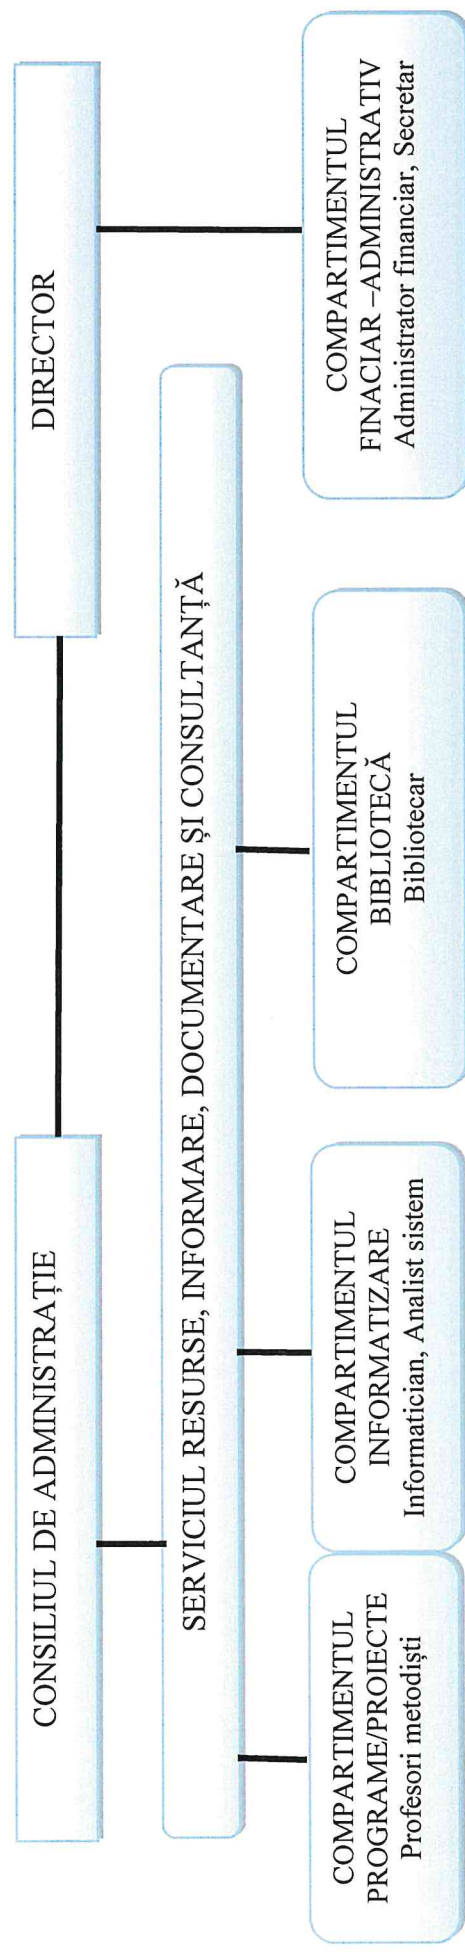 CONSILIUL DE ADMINISTRAȚIE
DIRECTOR
SERVICIUL RESURSE, INFORMARE, DOCUMENTARE ȘI CONSULTANȚĂ
COMPARTIMENTUL
PROGRAME/PROIECTE
Profesori metodiști
COMPARTIMENTUL
INFORMATIZARE
Informatician, Analist sistem
COMPARTIMENTUL
BIBLIOTECĂ
Bibliotecar
COMPARTIMENTUL
FINACIAR –ADMINISTRATIV
Administrator financiar, Secretar